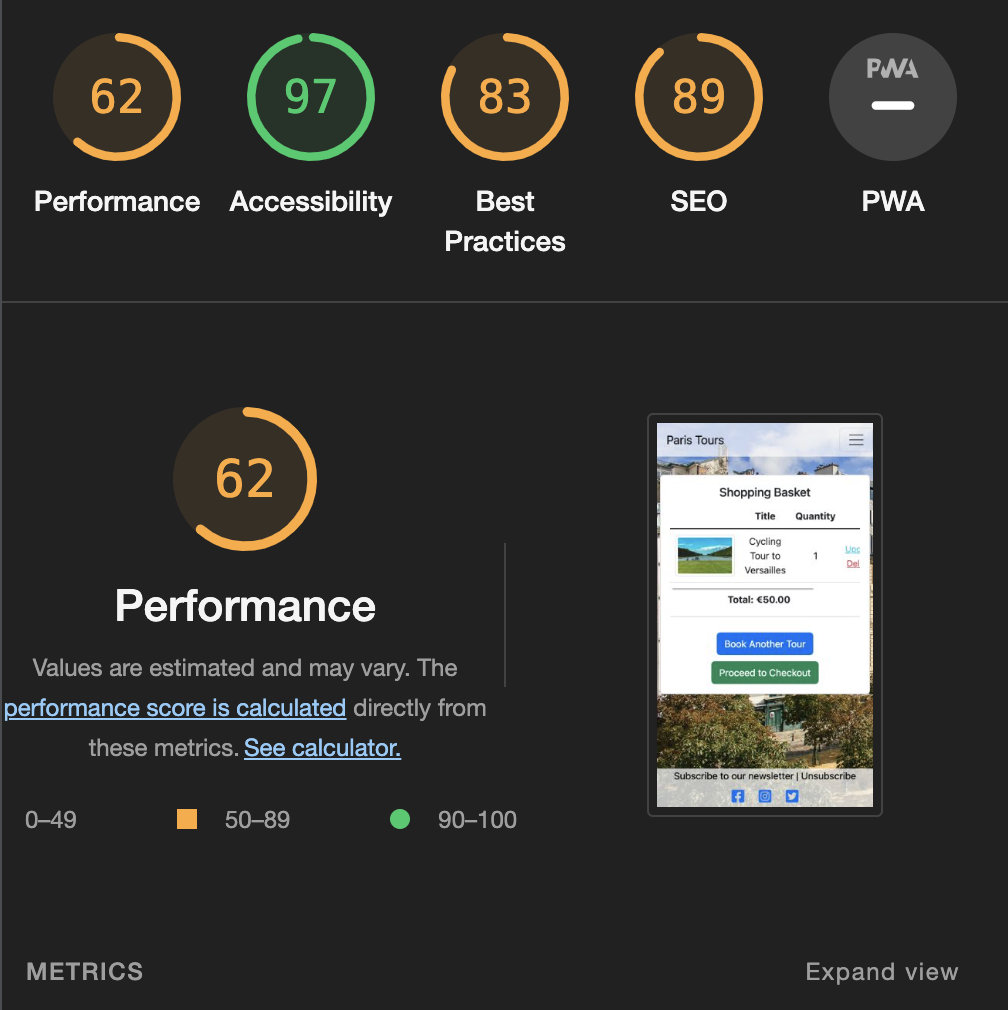 62
97
83
89
PWA
Performance
Accessibility
Best
Practices
SEO
PWA
62
Performance
Values are estimated and may vary. The
performance score is calculated directly from
these metrics. See calculator.
0–49
50–89
90–100
Paris Tours
Shopping Basket
Title Quantity
Cycling
Tour to
Versailles
1
Upc
Del
Total: €50.00
Book Another Tour
Proceed to Checkout
Subscribe to our newsletter | Unsubscribe
METRICS
Expand view